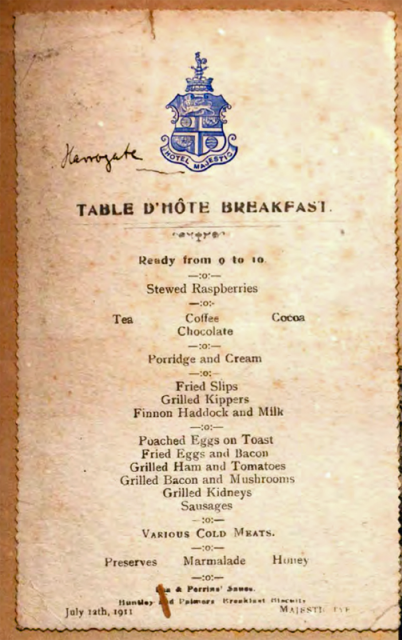 HOTEL MAJESTIC
Harrogate
TABLE D'HÔTE BREAKFAST.
Ready from 9 to 10
—:o:—
Stewed Raspberries
—:o:-
Tea Coffee Cocoa
Chocolate
—:o:—
Porridge and Cream
—:o:—
Fried Slips
Grilled Kippers
Finnon Haddock and Milk
—:o:—
Poached Eggs on Toast
Fried Eggs and Bacon
Grilled Ham and Tomatoes
Grilled Bacon and Mushrooms
Grilled Kidneys
Sausages
—:o:—
VARIOUS COLD MEATS.
—:o:—
Preserves Marmalade Honey
—:o:—
& Perrins' Sauce.
Huntley and Palmers Breakfast Biscuits
July 12th, 1911